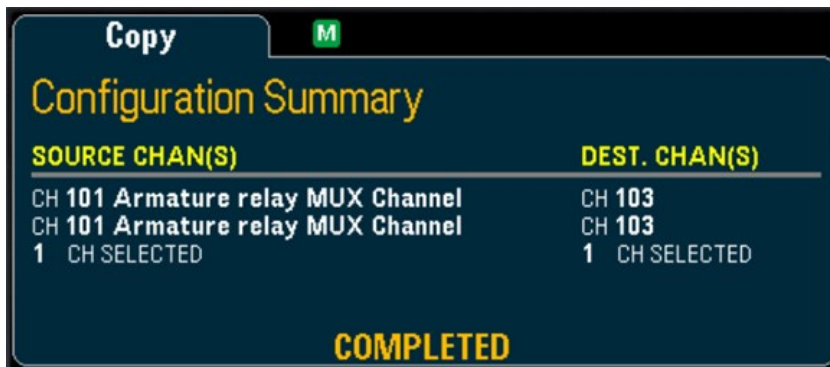 Copy M
Configuration Summary
SOURCE CHAN(S) DEST. CHAN(S)
CH 101 Armature relay MUX Channel CH 103
CH 101 Armature relay MUX Channel CH 103
1 CH SELECTED 1 CH SELECTED
COMPLETED